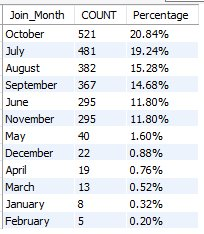 Join_Month COUNT Percentage
October 521 20.84%
July 481 19.24%
August 382 15.28%
September 367 14.68%
June 295 11.80%
November 295 11.80%
May 40 1.60%
December 22 0.88%
April 19 0.76%
March 13 0.52%
January 8 0.32%
February 5 0.20%